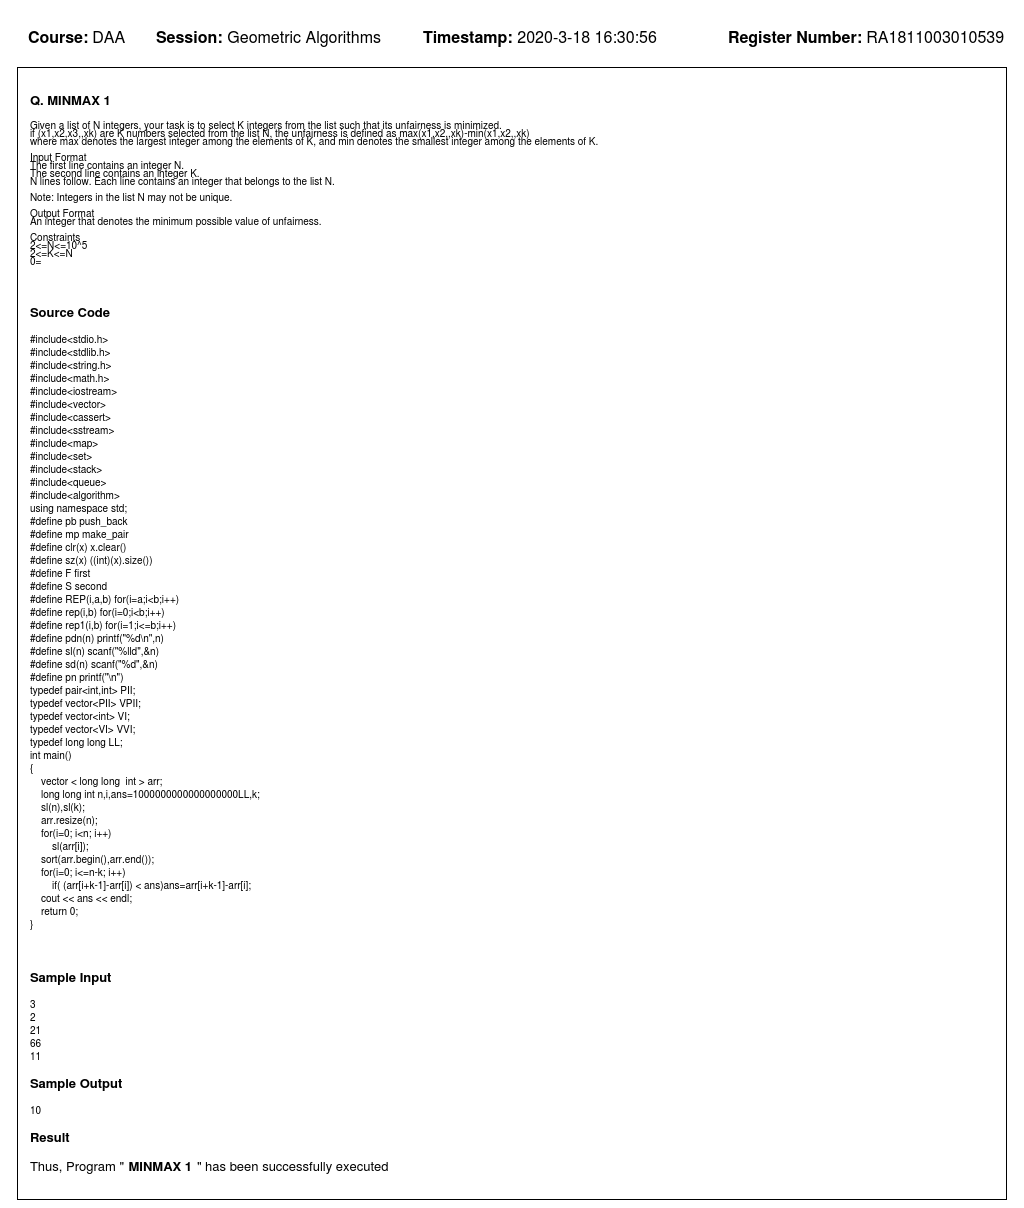 Course: DAA Session: Geometric Algorithms Timestamp: 2020-3-18 16:30:56 Register Number: RA1811003010539
Q. MINMAX 1
Given a list of N integers, your task is to select K integers from the list such that its unfairness is minimized.
if (x1,x2,x3,,xk) are K numbers selected from the list N, the unfairness is defined as max(x1,x2,,xk)-min(x1,x2,,xk)
where max denotes the largest integer among the elements of K, and min denotes the smallest integer among the elements of K.
Input Format
The first line contains an integer N.
The second line contains an integer K.
N lines follow. Each line contains an integer that belongs to the list N.
Note: Integers in the list N may not be unique.
Output Format
An integer that denotes the minimum possible value of unfairness.
Constraints
2<=N<=10^5
2<=K<=N
0=
Source Code
#include<stdio.h>
#include<stdlib.h>
#include<string.h>
#include<math.h>
#include<iostream>
#include<vector>
#include<cassert>
#include<sstream>
#include<map>
#include<set>
#include<stack>
#include<queue>
#include<algorithm>
using namespace std;
#define pb push_back
#define mp make_pair
#define clr(x) x.clear()
#define sz(x) ((int)(x).size())
#define F first
#define S second
#define REP(i,a,b) for(i=a;i<b;i++)
#define rep(i,b) for(i=0;i<b;i++)
#define rep1(i,b) for(i=1;i<=b;i++)
#define pdn(n) printf("%d\n",n)
#define sl(n) scanf("%lld",&n)
#define sd(n) scanf("%d",&n)
#define pn printf("\n")
typedef pair<int,int> PII;
typedef vector<PII> VPII;
typedef vector<int> VI;
typedef vector<VI> VVI;
typedef long long LL;
int main()
{
vector < long long  int > arr;
long long int n,i,ans=1000000000000000000LL,k;
sl(n),sl(k);
arr.resize(n);
for(i=0; i<n; i++)
sl(arr[i]);
sort(arr.begin(),arr.end());
for(i=0; i<=n-k; i++)
if( (arr[i+k-1]-arr[i]) < ans)ans=arr[i+k-1]-arr[i];
cout << ans << endl;
return 0;
}
Sample Input
3
2
21
66
11
Sample Output
10
Result
Thus, Program " MINMAX 1 " has been successfully executed